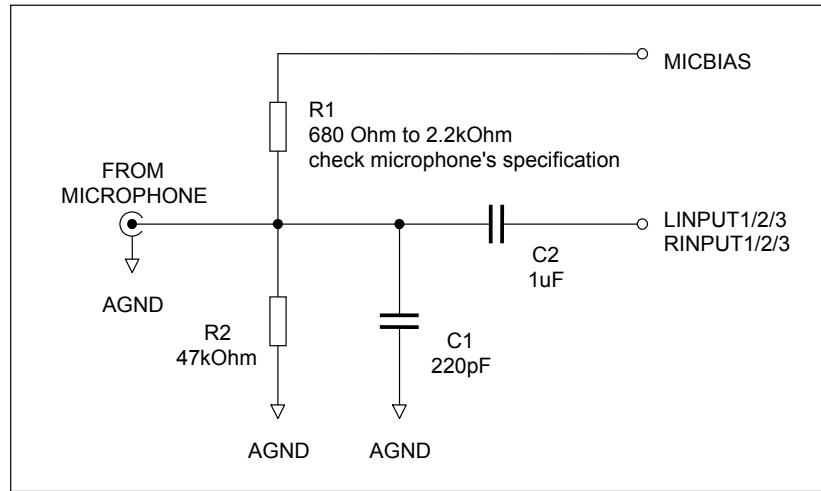 MICBIAS
R1
680 Ohm to 2.2kOhm
check microphone's specification
FROM
MICROPHONE
LINPUT1/2/3
RINPUT1/2/3
C2
1uF
AGND
R2
47kOhm
C1
220pF
AGND
AGND